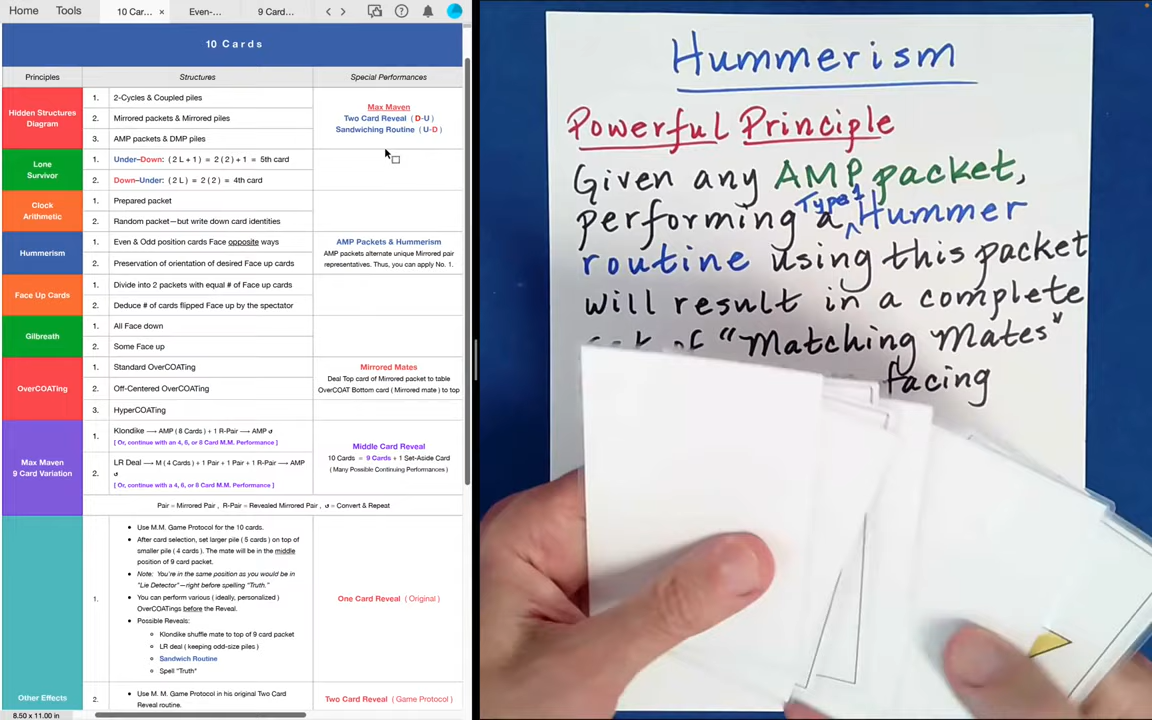 Home Tools 10 Car... × Even-... 9 Card...
10 Cards
Principles Structures Special Performances
Hidden Structures Diagram
1. 2-Cycles & Coupled piles
2. Mirrored packets & Mirrored piles
3. AMP packets & DMP piles
Max Maven
Two Card Reveal ( D-U )
Sandwiching Routine ( U-D )
Lone Survivor
1. Under–Down: ( 2 L + 1 ) = 2 ( 2 ) + 1 = 5th card
2. Down–Under: ( 2 L ) = 2 ( 2 ) = 4th card
Clock Arithmetic
1. Prepared packet
2. Random packet—but write down card identities
Hummerism
1. Even & Odd position cards Face opposite ways
2. Preservation of orientation of desired Face up cards
AMP Packets & Hummerism
AMP packets alternate unique Mirrored pair
representatives. Thus, you can apply No. 1.
Face Up Cards
1. Divide into 2 packets with equal # of Face up cards
2. Deduce # of cards flipped Face up by the spectator
Gilbreath
1. All Face down
2. Some Face up
OverCOATing
1. Standard OverCOATing
2. Off-Centered OverCOATing
3. HyperCOATing
Mirrored Mates
Deal Top card of Mirrored packet to table
OverCOAT Bottom card ( Mirrored mate ) to top
Max Maven
9 Card Variation
1. Klondike → AMP ( 8 Cards ) + 1 R-Pair → AMP ↺
[ Or, continue with an 4, 6, or 8 Card M.M. Performance ]
2. LR Deal → M ( 4 Cards ) + 1 Pair + 1 Pair + 1 R-Pair → AMP
↺
[ Or, continue with a 4, 6, or 8 Card M.M. Performance ]
Middle Card Reveal
10 Cards = 9 Cards + 1 Set-Aside Card
( Many Possible Continuing Performances )
Pair = Mirrored Pair , R-Pair = Revealed Mirrored Pair , ↺ = Convert & Repeat
1.
• Use M.M. Game Protocol for the 10 cards.
• After card selection, set larger pile ( 5 cards ) on top of
smaller pile ( 4 cards ). The mate will be in the middle
position of 9 card packet.
• Note: You're in the same position as you would be in
"Lie Detector"—right before spelling "Truth."
• You can perform various ( ideally, personalized )
OverCOATings before the Reveal.
• Possible Reveals:
○ Klondike shuffle mate to top of 9 card packet
○ LR deal ( keeping odd-size piles )
○ Sandwich Routine
○ Spell "Truth"
One Card Reveal ( Original )
Other Effects
2. • Use M. M. Game Protocol in his original Two Card
Reveal routine.
Two Card Reveal ( Game Protocol )
8.50 x 11.00 in
Hummerism
Powerful Principle
Given any AMP packet,
performing a Type 1 Hummer
routine using this packet
will result in a complete
set of "Matching Mates"
facing